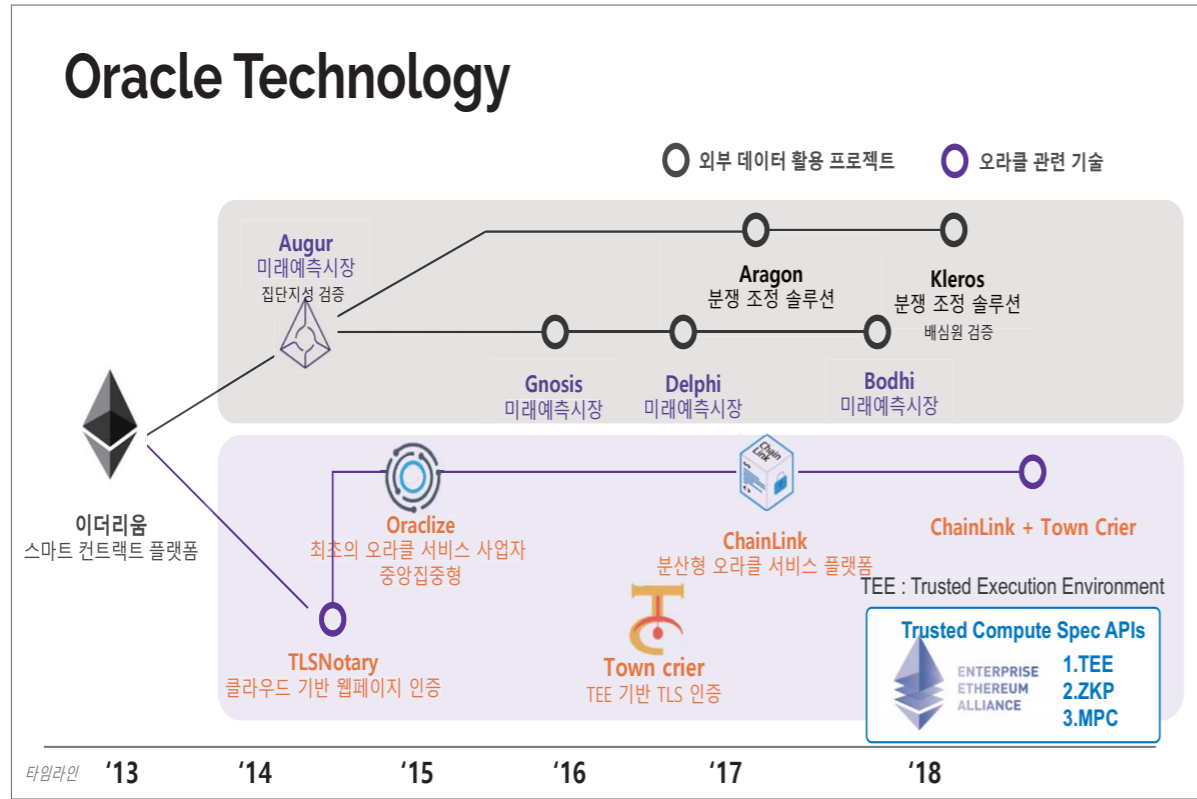 Oracle Technology
외부 데이터 활용 프로젝트
오라클 관련 기술
Augur
미래예측시장
집단지성 검증
Aragon
분쟁 조정 솔루션
Kleros
분쟁 조정 솔루션
배심원 검증
Gnosis
미래예측시장
Delphi
미래예측시장
Bodhi
미래예측시장
이더리움
스마트 컨트랙트 플랫폼
Oraclize
최초의 오라클 서비스 사업자
중앙집중형
Chain
Link
ChainLink
분산형 오라클 서비스 플랫폼
ChainLink + Town Crier
TEE : Trusted Execution Environment
TLSNotary
클라우드 기반 웹페이지 인증
Town crier
TEE 기반 TLS 인증
Trusted Compute Spec APIs
ENTERPRISE
ETHEREUM
ALLIANCE
1.TEE
2.ZKP
3.MPC
타임라인 ‘13 ‘14 ‘15 ‘16 ‘17 ‘18